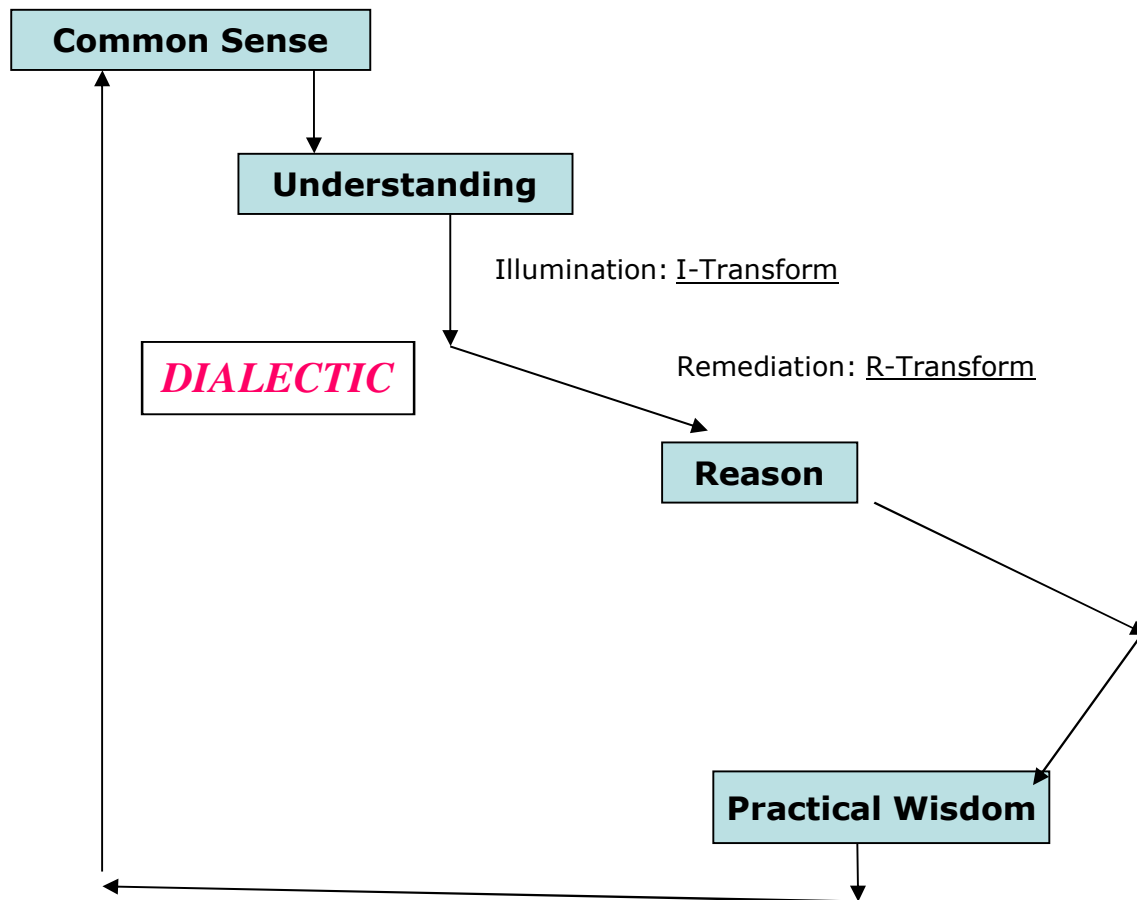 Common Sense
Understanding
Illumination: I-Transform
DIALECTIC
Remediation: R-Transform
Reason
Practical Wisdom